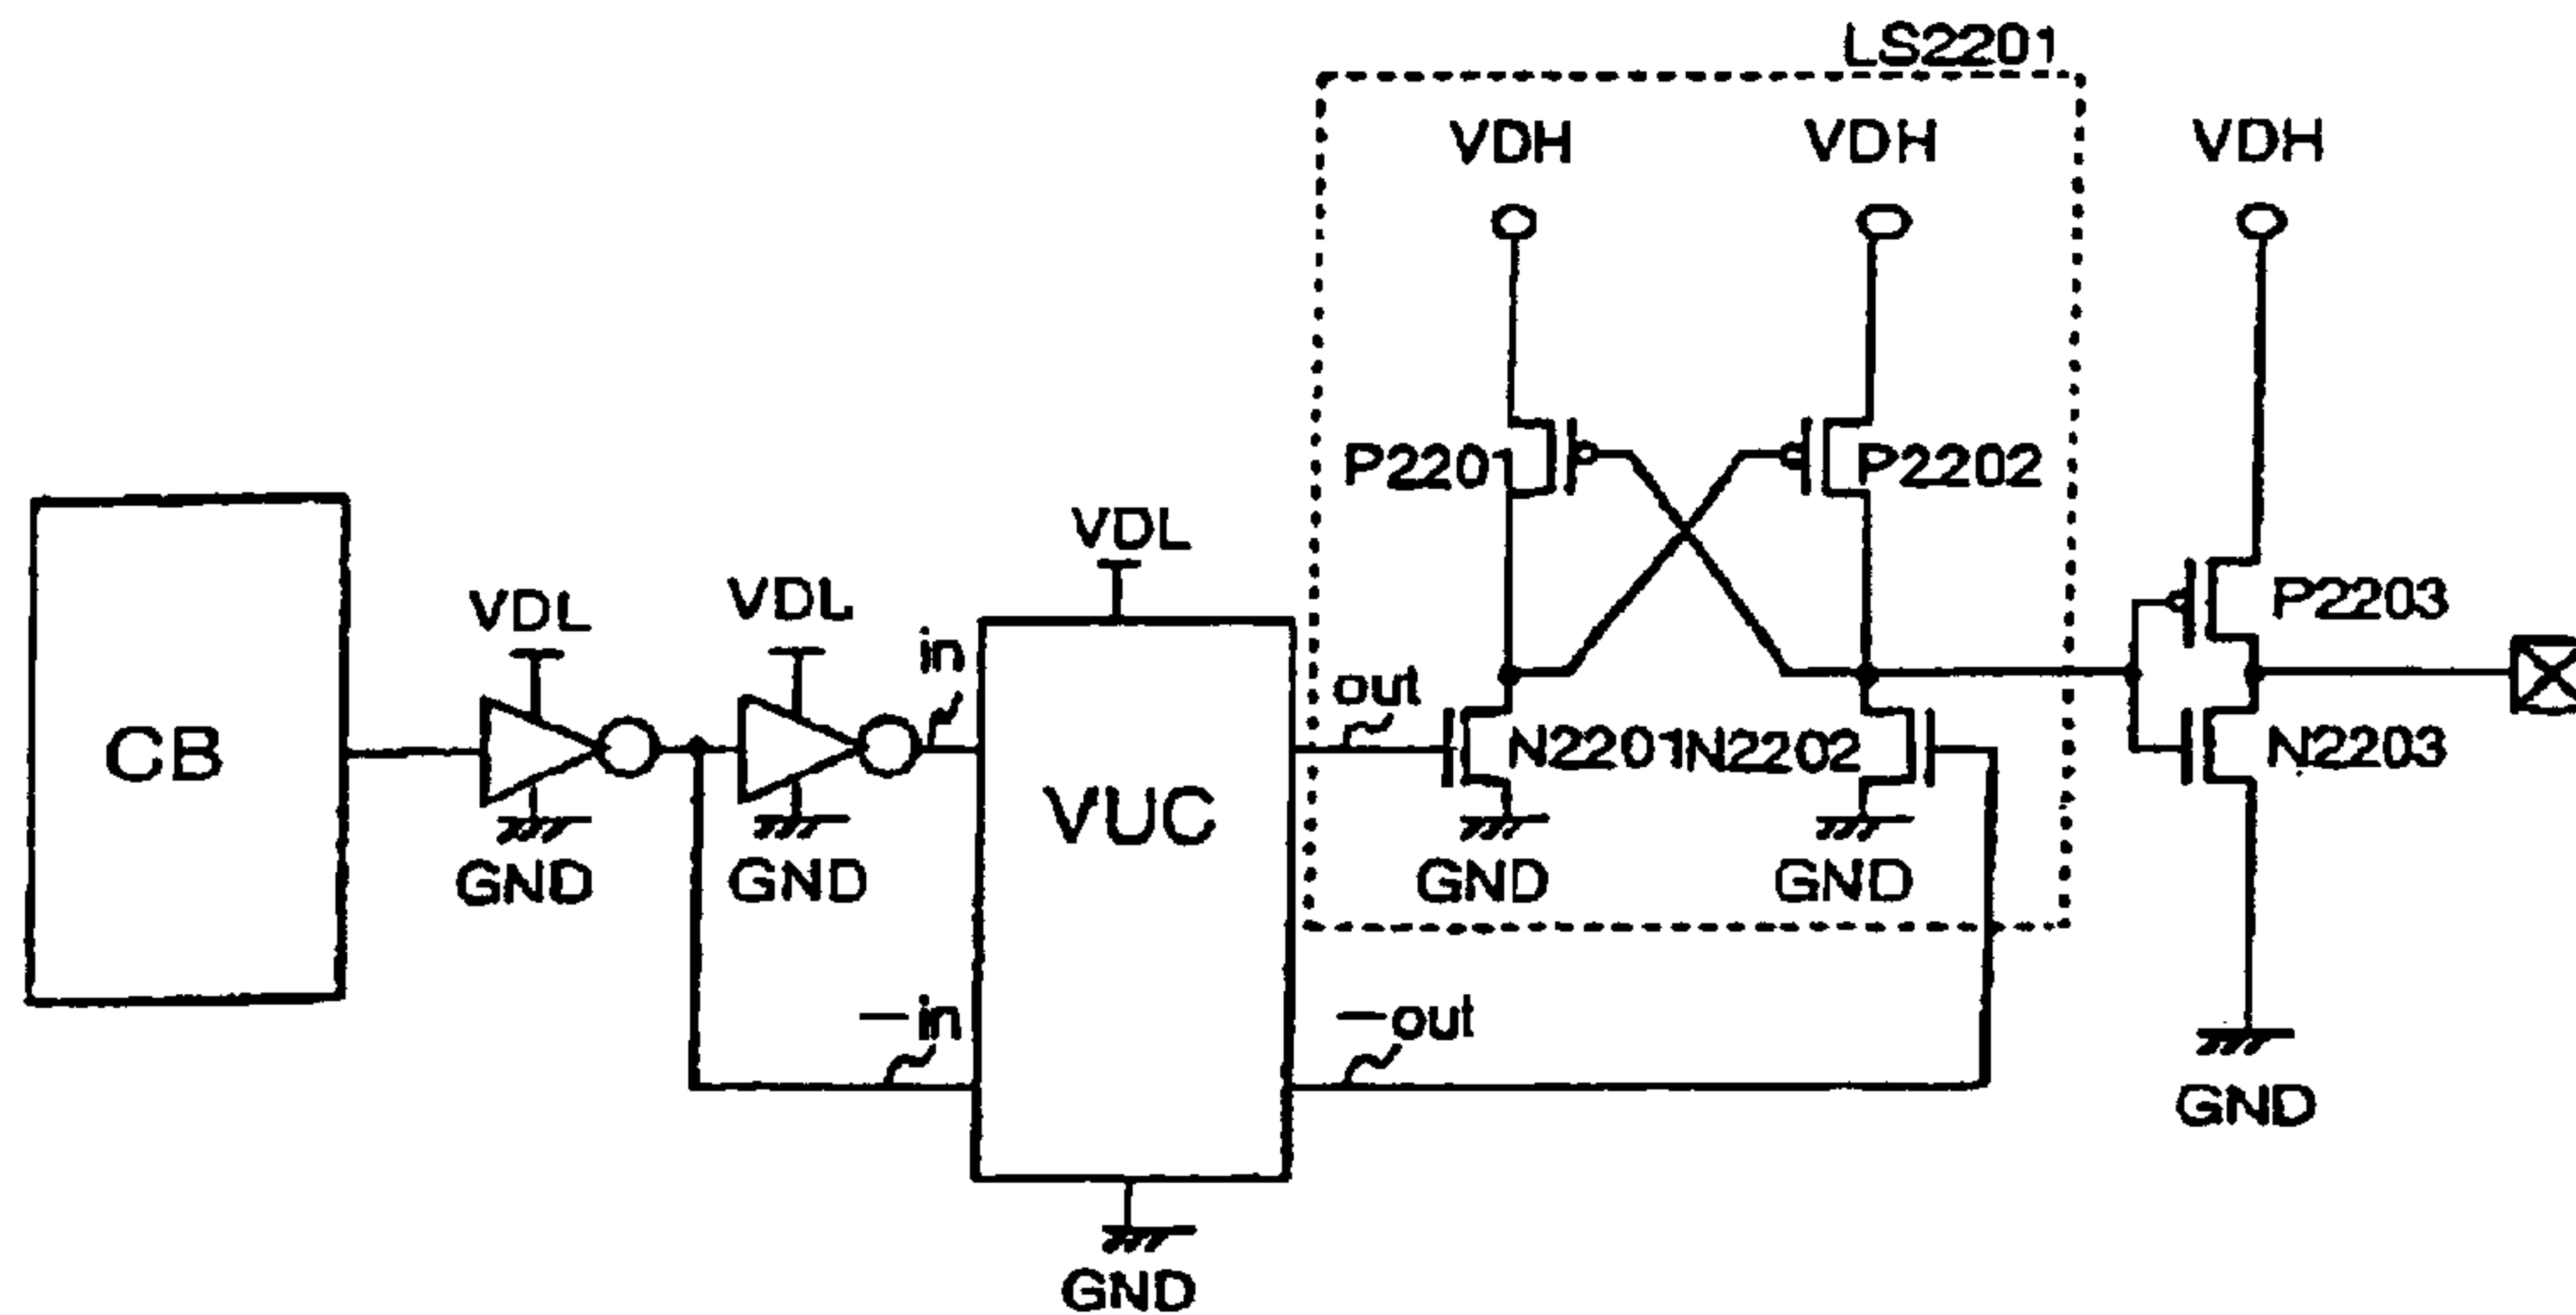 LS2201
VDH VDH VDH
P2201 P2202
VDL
VDL VDL
in
P2203
out
CB
N2201 N2202
N2203
VUC
GND GND
GND GND
-in
-out
GND
GND